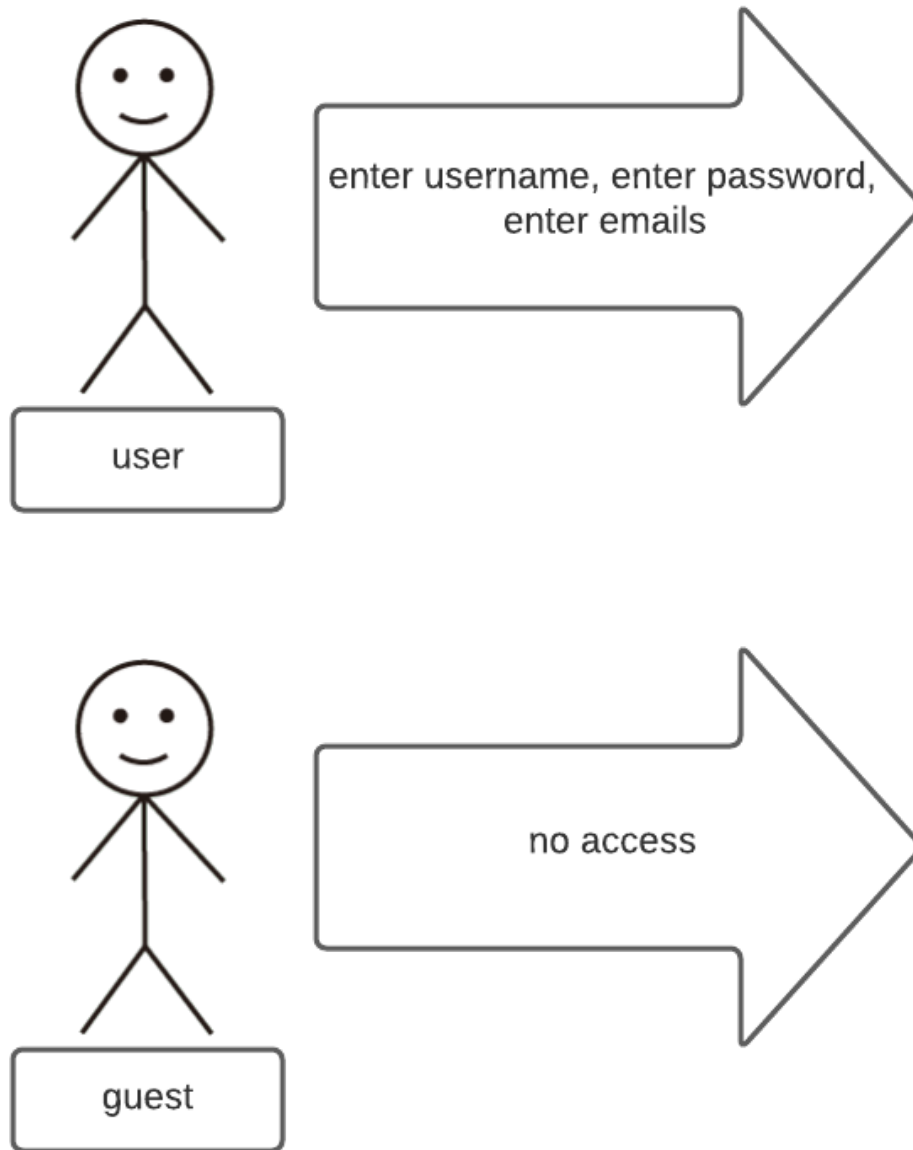 enter username, enter password,
enter emails
user
no access
guest